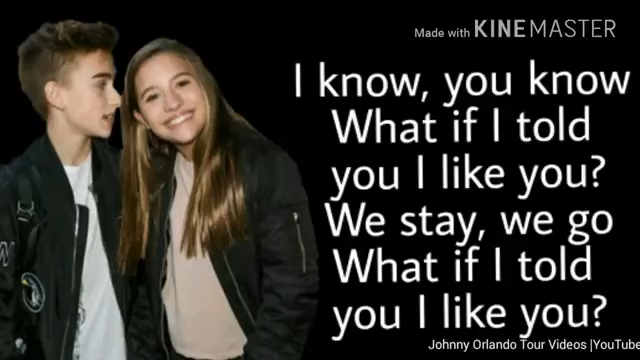 Made with KINEMASTER
I know, you know
What if I told
you I like you?
We stay, we go
What if I told
you I like you?
Johnny Orlando Tour Videos |YouTube